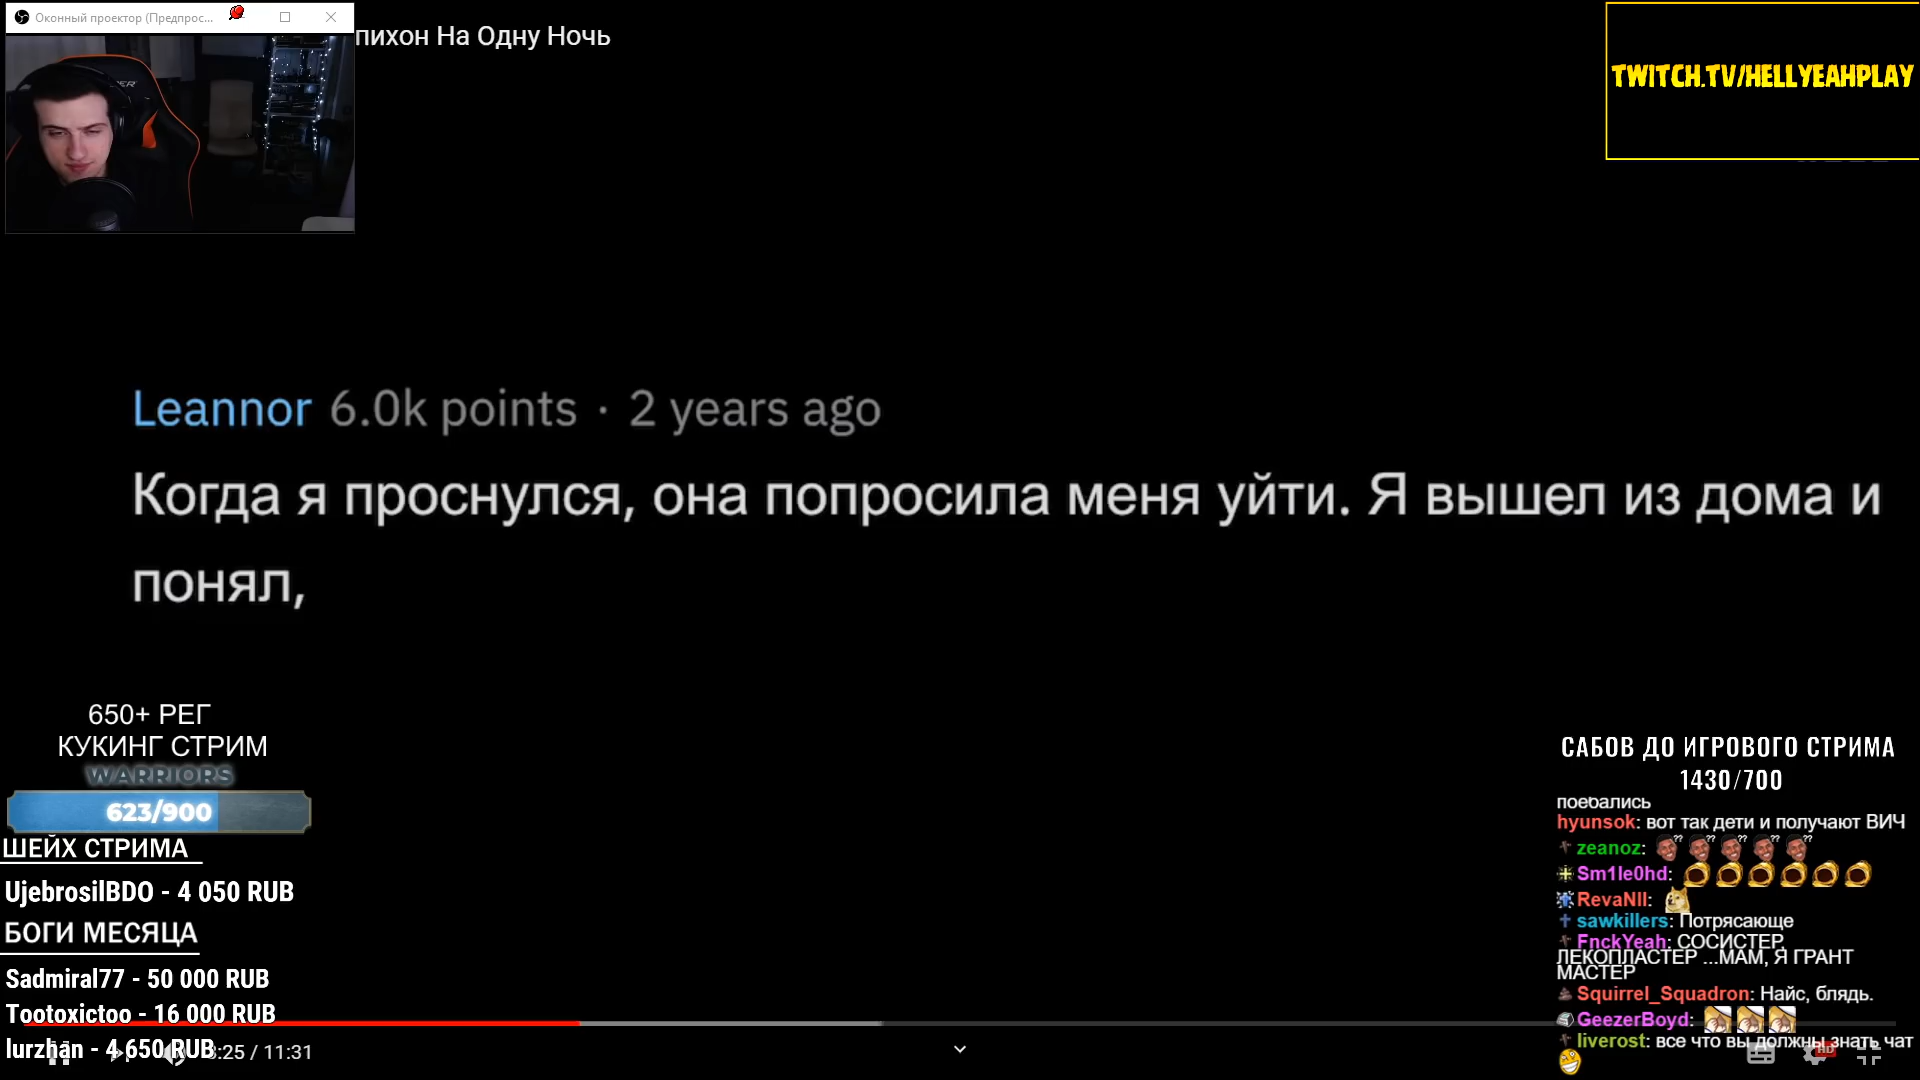 Оконный проектор (Предпрос...
пихон На Одну Ночь
TWITCH.TV/HELLYEAHPLAY
Leannor 6.0k points · 2 years ago
Когда я проснулся, она попросила меня уйти. Я вышел из дома и
понял,
650+ РЕГ
КУКИНГ СТРИМ
WARRIORS
623/900
ШЕЙХ СТРИМА
UjebrosilBDO - 4 050 RUB
БОГИ МЕСЯЦА
Sadmiral77 - 50 000 RUB
Tootoxictoo - 16 000 RUB
lurzhan - 4 650 RUB
:25 / 11:31
САБОВ ДО ИГРОВОГО СТРИМА
1430/700
поебались
hyunsok: вот так дети и получают ВИЧ
zeanoz:
Sm1le0hd:
RevaNII:
sawkillers: Потрясающе
FnckYeah: СОСИСТЕР,
ЛЕКОПЛАСТЕР ...МАМ, Я ГРАНТ
МАСТЕР
Squirrel_Squadron: Найс, блядь.
GeezerBoyd:
liverost: все что вы должны знать чат
HD